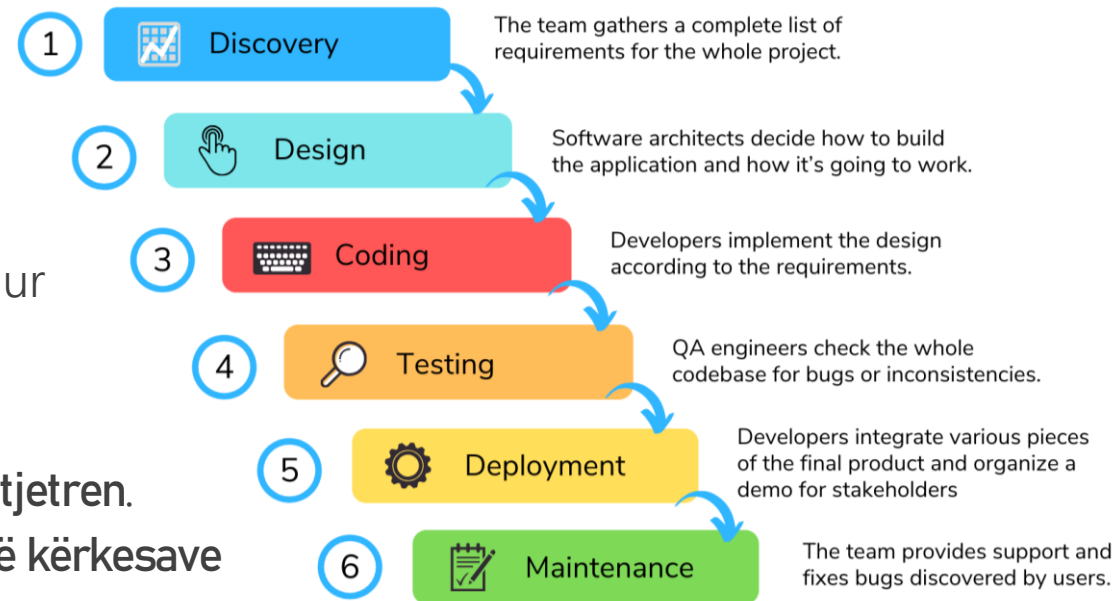 1
Discovery
The team gathers a complete list of
requirements for the whole project.
2
Design
Software architects decide how to build
the application and how it's going to work.
3
Coding
Developers implement the design
according to the requirements.
ur
4
Testing
QA engineers check the whole
codebase for bugs or inconsistencies.
5
Deployment
Developers integrate various pieces
of the final product and organize a
demo for stakeholders
tjetren.
ë kërkesave
6
Maintenance
The team provides support and
fixes bugs discovered by users.